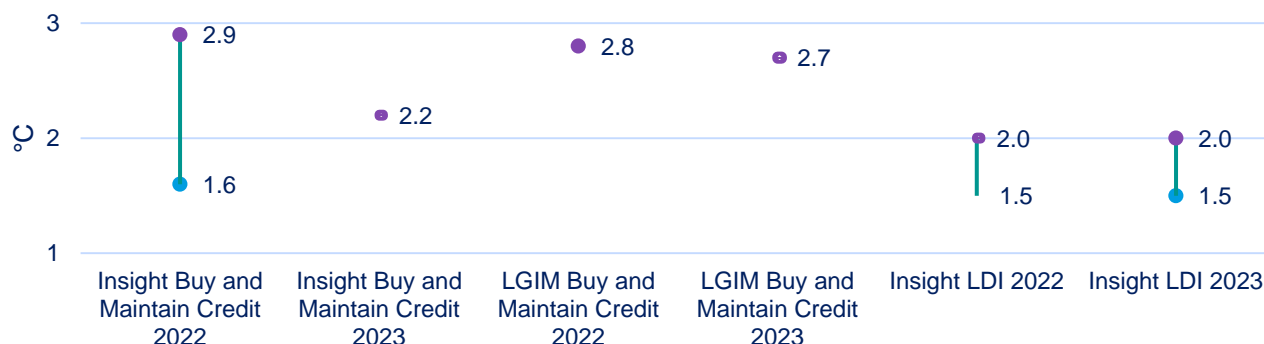 3
2.9
2.8
2.7
2.2
°C
2
2.0
2.0
1.6
1.5
1.5
1
Insight Buy and
Maintain Credit
2022
Insight Buy and
Maintain Credit
2023
LGIM Buy and
Maintain Credit
2022
LGIM Buy and
Maintain Credit
2023
Insight LDI 2022
Insight LDI 2023